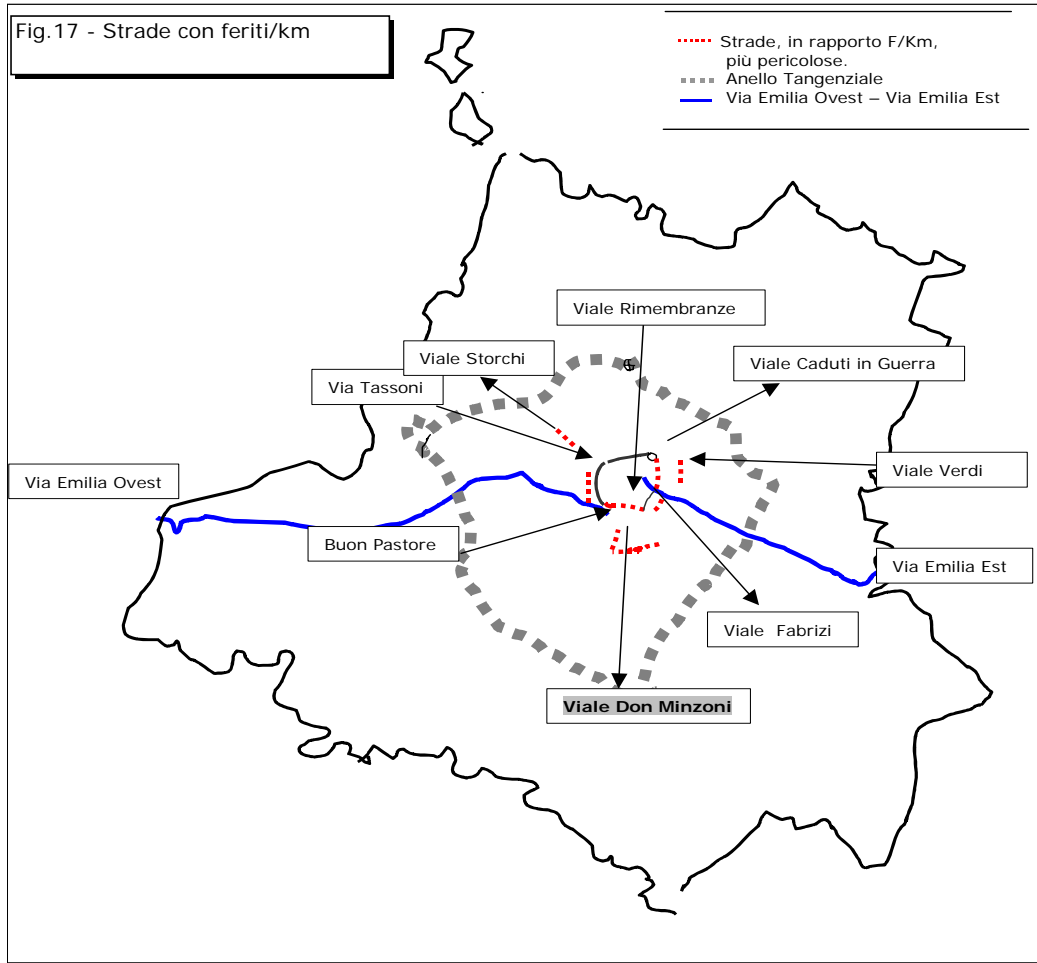 Fig.17 - Strade con feriti/km
Strade, in rapporto F/Km,
più pericolose.
Anello Tangenziale
Via Emilia Ovest – Via Emilia Est
Viale Rimembranze
Viale Storchi
Viale Caduti in Guerra
Via Tassoni
Via Emilia Ovest
Viale Verdi
Buon Pastore
Via Emilia Est
Viale Fabrizi
Viale Don Minzoni